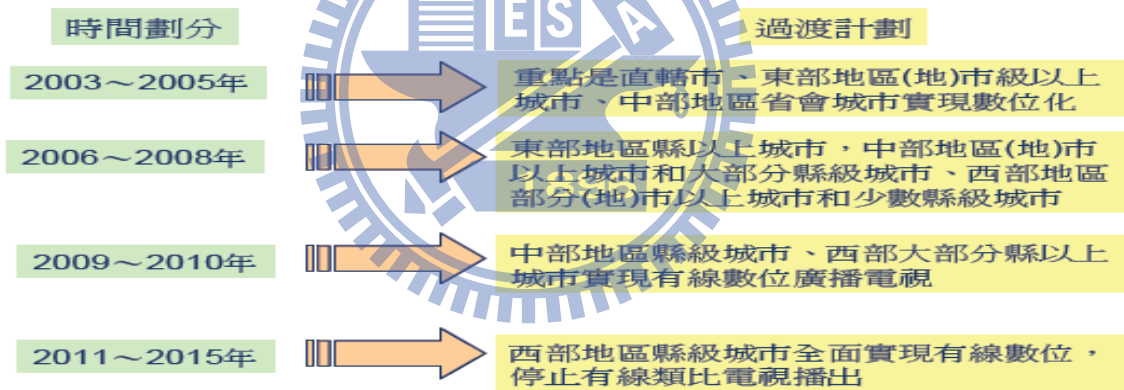 時間劃分
過渡計劃
2003～2005年
重點是直轄市、東部地區(地)市級以上
城市、中部地區省會城市實現數位化
2006～2008年
東部地區縣以上城市，中部地區(地)市
以上城市和大部分縣級城市、西部地區
部分(地)市以上城市和少數縣級城市
2009～2010年
中部地區縣級城市、西部大部分縣以上
城市實現有線數位廣播電視
2011～2015年
西部地區縣級城市全面實現有線數位，
停止有線類比電視播出
ESA
1896